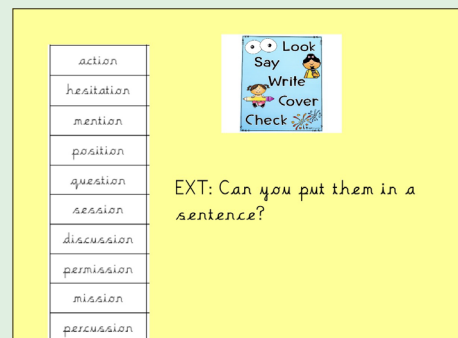 action
hesitation
mention
position
question
session
discussion
permission
mission
percussion
Look
Say
Write
Cover
Check
EXT: Can you put them in a
sentence?